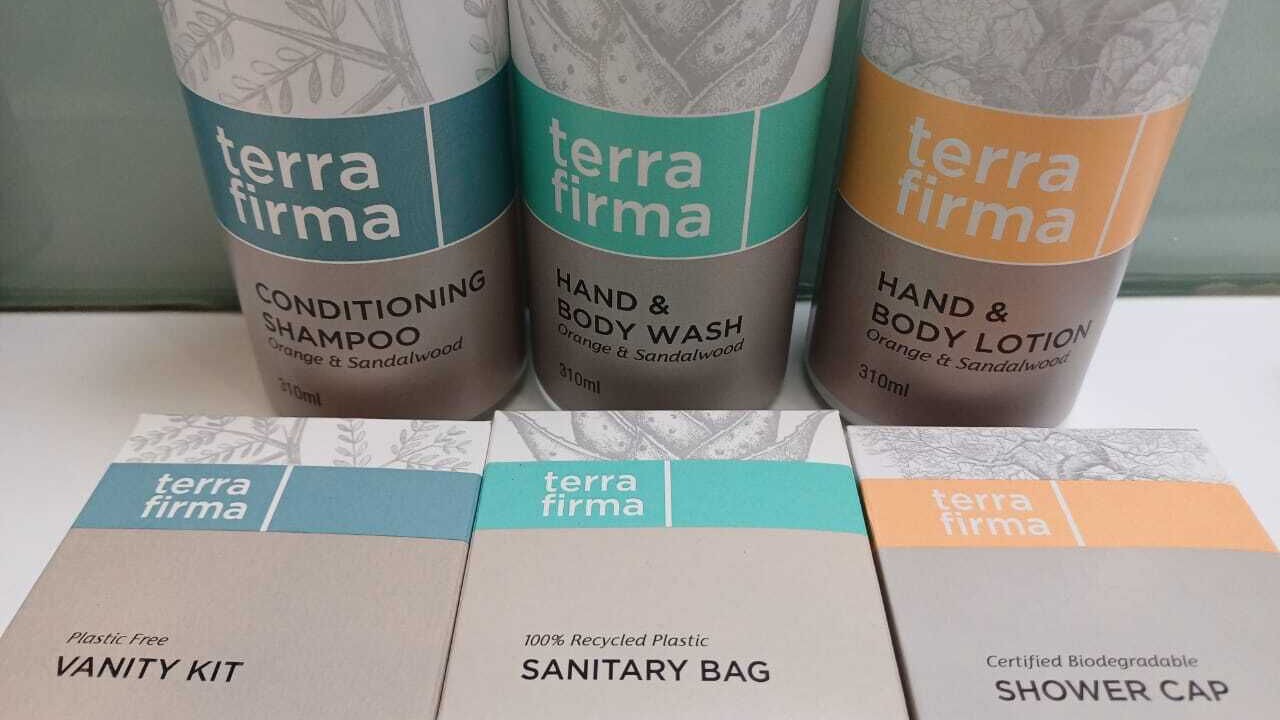 terra
firma
CONDITIONING
SHAMPOO
Orange & Sandalwood
310ml
terra
firma
HAND &
BODY WASH
Orange & Sandalwood
310ml
terra
firma
HAND &
BODY LOTION
Orange & Sandalwood
310ml
terra
firma
Plastic Free
VANITY KIT
terra
firma
100% Recycled Plastic
SANITARY BAG
terra
firma
Certified Biodegradable
SHOWER CAP